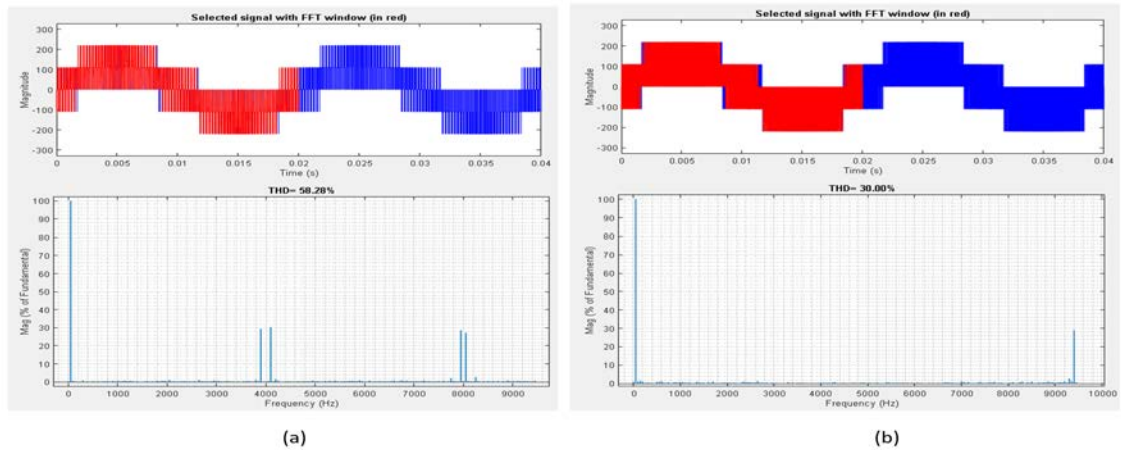 Selected signal with FFT window (in red)
300
200
100
0
-100
-200
-300
Magnitude
0 0.005 0.01 0.015 0.02 0.025 0.03 0.035 0.04
Time (s)
THD= 58.28%
100
90
80
70
60
50
40
30
20
10
0
Mag (% of Fundamental)
0 1000 2000 3000 4000 5000 6000 7000 8000 9000
Frequency (Hz)
(a)
Selected signal with FFT window (in red)
300
200
100
0
-100
-200
-300
Magnitude
0 0.005 0.01 0.015 0.02 0.025 0.03 0.035 0.04
Time (s)
THD= 30.00%
100
90
80
70
60
50
40
30
20
10
0
Mag (% of Fundamental)
0 1000 2000 3000 4000 5000 6000 7000 8000 9000 10000
Frequency (Hz)
(b)